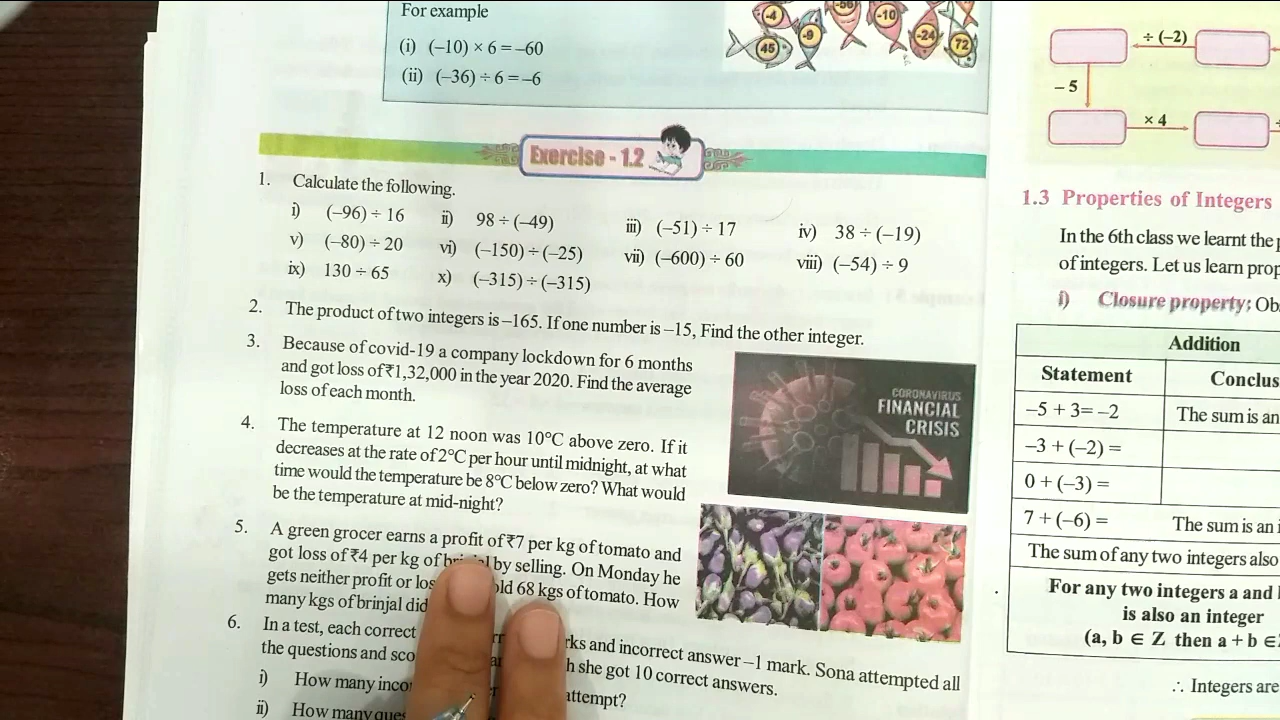 For example
(i) (–10) × 6 = –60
(ii) (–36) ÷ 6 = –6
-4
-9
45
-10
-24
72
Exercise - 1.2
1. Calculate the following.
i) (–96) ÷ 16 ii) 98 ÷ (–49) iii) (–51) ÷ 17 iv) 38 ÷ (–19)
v) (–80) ÷ 20 vi) (–150) ÷ (–25) vii) (–600) ÷ 60 viii) (–54) ÷ 9
ix) 130 ÷ 65 x) (–315) ÷ (–315)
2. The product of two integers is –165. If one number is –15, Find the other integer.
3. Because of covid-19 a company lockdown for 6 months
and got loss of ₹1,32,000 in the year 2020. Find the average
loss of each month.
CORONAVIRUS
FINANCIAL
CRISIS
4. The temperature at 12 noon was 10°C above zero. If it
decreases at the rate of 2°C per hour until midnight, at what
time would the temperature be 8°C below zero? What would
be the temperature at mid-night?
5. A green grocer earns a profit of ₹7 per kg of tomato and
got loss of ₹4 per kg of by selling. On Monday he
gets neither profit or 68 kgs of tomato. How
many kgs of brinjal
6. In a test, each correct and incorrect answer –1 mark. Sona attempted all
the questions and she got 10 correct answers.
i) How many attempt?
ii) How many
÷ (–2)
– 5
× 4
1.3 Properties of Integers
In the 6th class we learnt the
of integers. Let us learn
i) Closure property:
Addition
Statement
–5 + 3= –2 The sum is an
–3 + (–2) =
0 + (–3) =
7 + (–6) = The sum is an
The sum of any two integers also
For any two integers a and
is also an integer
(a, b ∈ Z then a + b ∈
∴ Integers are